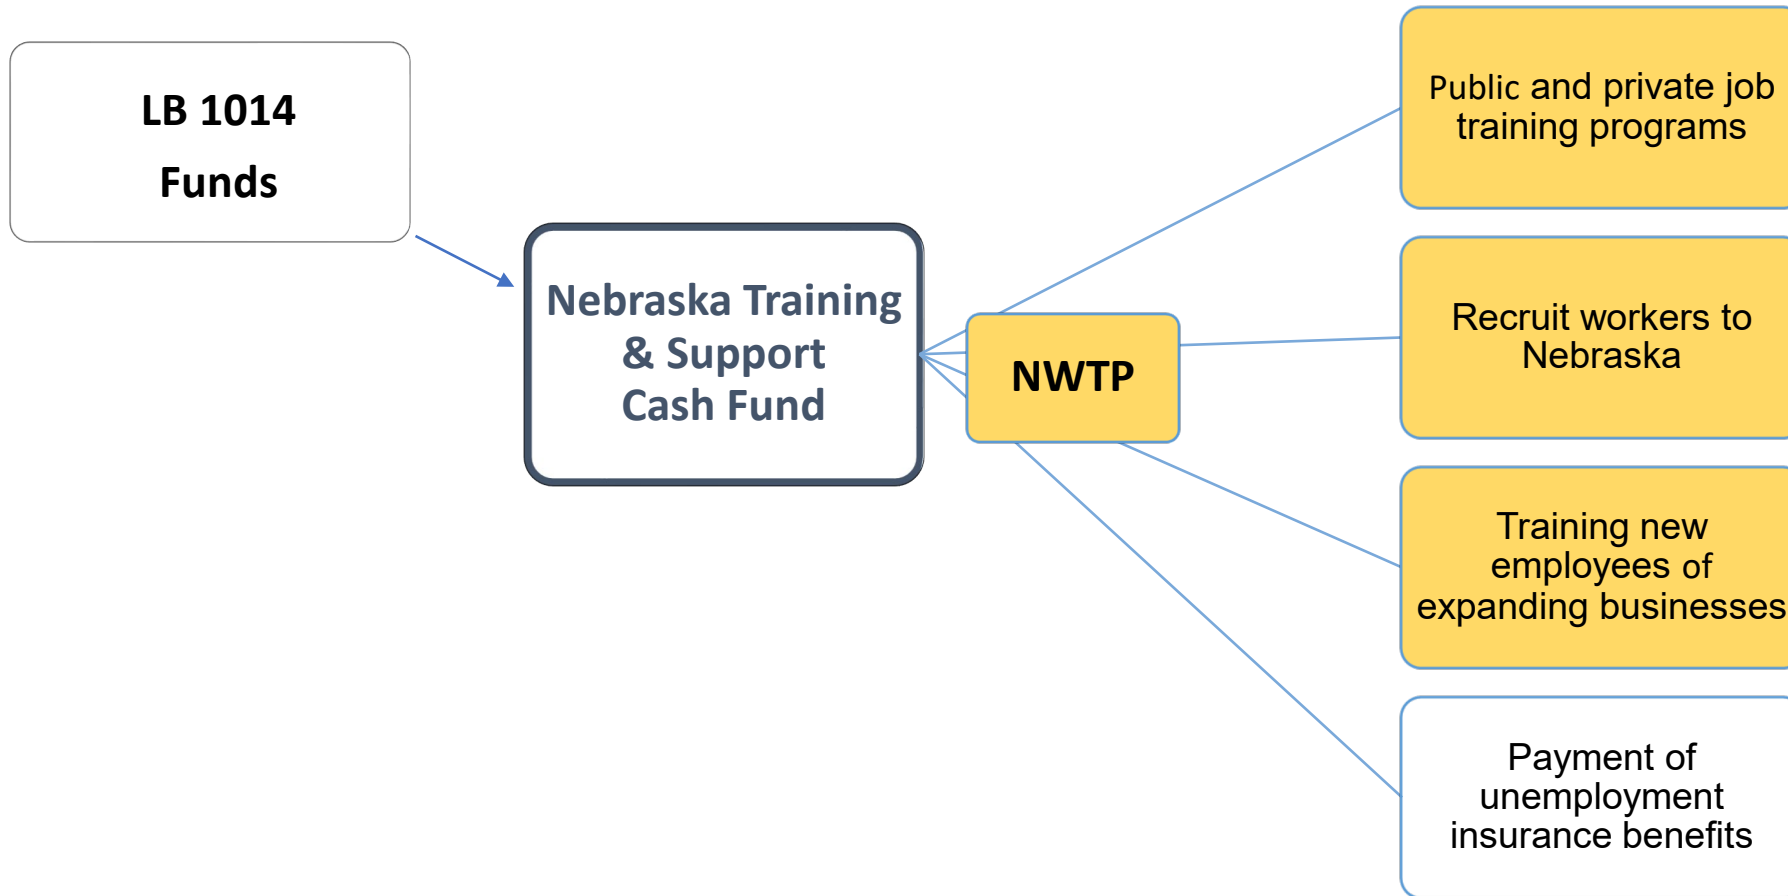 LB 1014
Funds
Nebraska Training
& Support
Cash Fund
NWTP
Public and private job
training programs
Recruit workers to
Nebraska
Training new
employees of
expanding businesses
Payment of
unemployment
insurance benefits